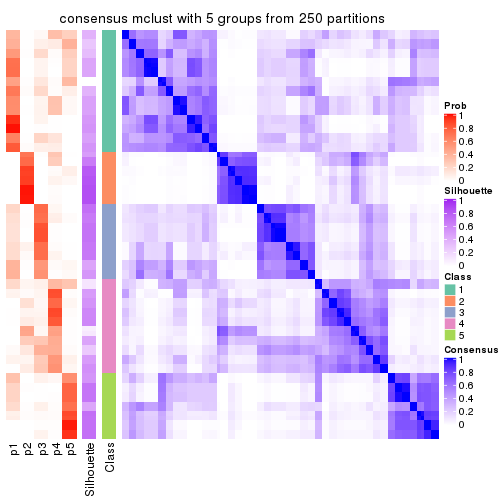 consensus mclust with 5 groups from 250 partitions
Prob
1
0.8
0.6
0.4
0.2
0
Silhouette
1
0.8
0.6
0.4
0.2
0
Class
1
2
3
4
5
Consensus
1
0.8
0.6
0.4
0.2
0
p1
p2
p3
p4
p5
Silhouette
Class